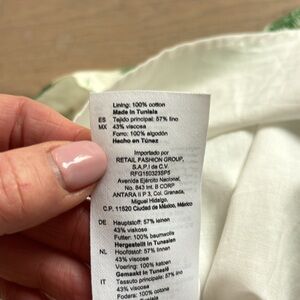 Lining: 100% cotton
Made in Tunisia
ES Tejido principal: 57% lino
MX 43% viscosa
Forro: 100% algodón
Hecho en Túnez
Importado por
RETAIL FASHION GROUP,
S.A.P.I de C.V.
RFG1503235P5
Avenida Ejército Nacional,
No. 843 Int. B CORP
ANTARA II P 3, Col. Granada,
Miguel Hidalgo,
C.P. 11520 Ciudad de México, México
DE Hauptstoff: 57% leinen
43% viskose
Futter: 100% baumwolle
Hergestellt in Tunesien
NL Hoofdstof: 57% linnen
43% viscose
Voering: 100% katoen
Gemaakt in Tunesië
IT Tessuto principale: 57% lino
43% viscosa
Fodera: 100% cotone